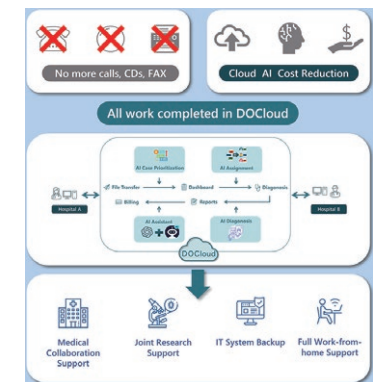 No more calls, CDs, FAX
Cloud AI Cost Reduction
All work completed in DOCloud
AI Case Prioritization
AI Assignment
File Transfer
Dashboard
Diagnosis
Hospital A
Hospital B
Billing
Reports
AI Assistant
AI Diagnosis
DOCloud
Medical
Collaboration
Support
Joint Research
Support
IT System Backup
Full Work-from-
home Support